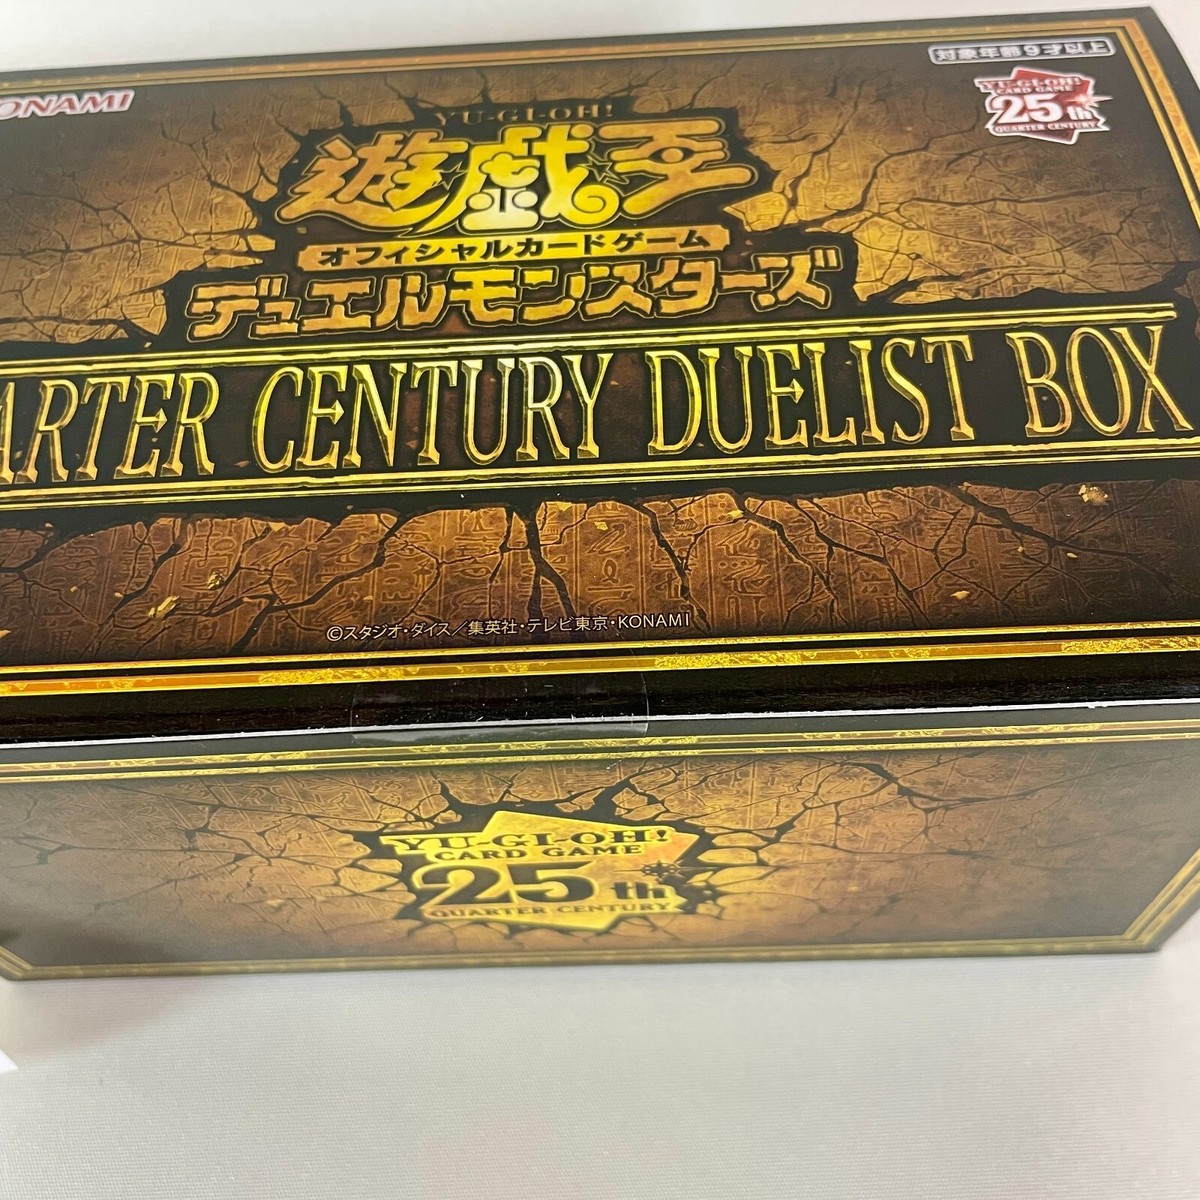 KONAMI
対象年齢9才以上
YU-GI-OH!
CARD GAME
25th
QUARTER CENTURY
YU-GI-OH!
遊戯王
オフィシャルカードゲーム
デュエルモンスターズ
ARTER CENTURY DUELIST BOX
©スタジオ・ダイス/集英社・テレビ東京・KONAMI
YU-GI-OH!
CARD GAME
25th
QUARTER CENTURY